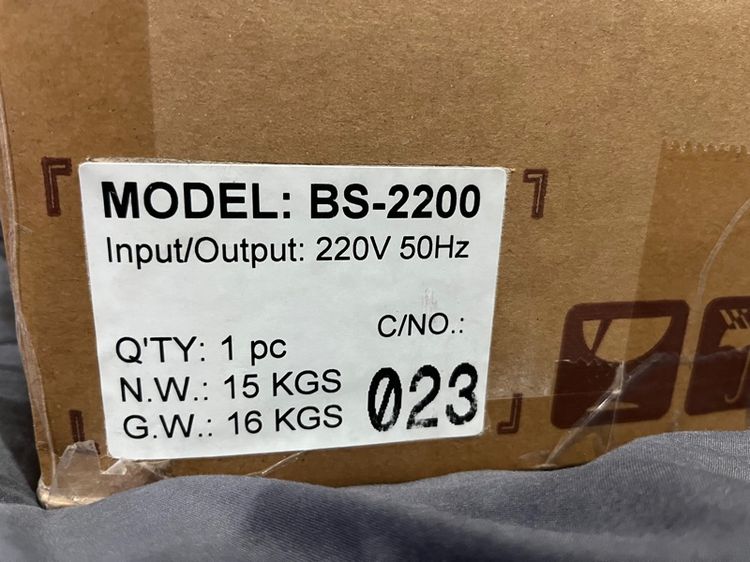 MODEL: BS-2200
Input/Output: 220V 50Hz
C/NO.:
Q'TY: 1 pc
N.W.: 15 KGS
G.W.: 16 KGS
023